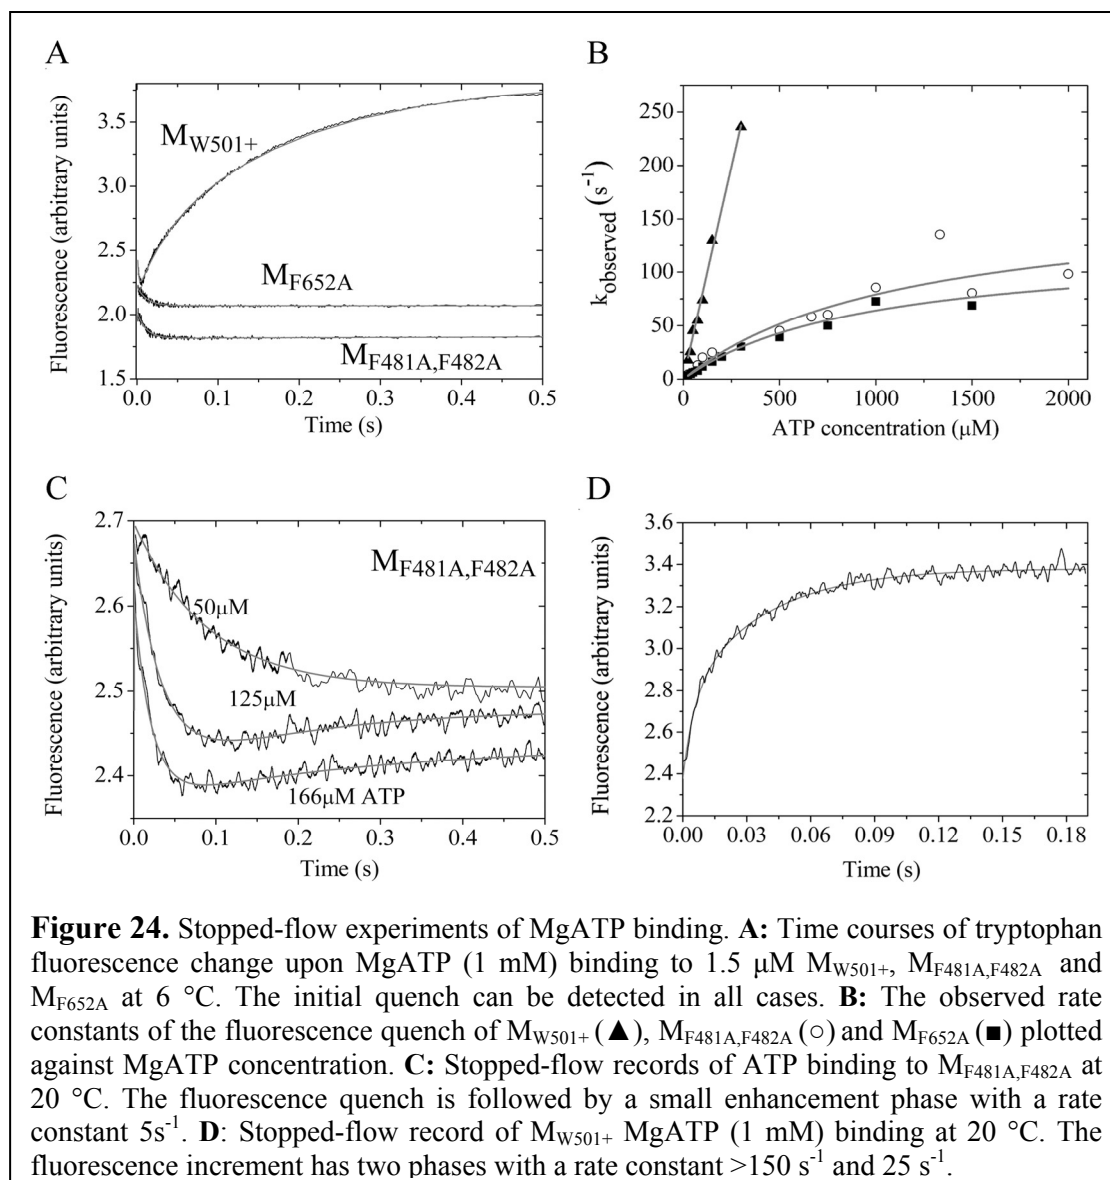 A
Fluorescence (arbitrary units)
3.5
3.0
2.5
2.0
1.5
M_W501+
M_F652A
M_F481A,F482A
0.0 0.1 0.2 0.3 0.4 0.5
Time (s)
B
k_observed (s⁻¹)
250
200
150
100
50
0
0 500 1000 1500 2000
ATP concentration (μM)
C
Fluorescence (arbitrary units)
2.7
2.6
2.5
2.4
M_F481A,F482A
50μM
125μM
166μM ATP
0.0 0.1 0.2 0.3 0.4 0.5
Time (s)
D
Fluorescence (arbitrary units)
3.6
3.4
3.2
3.0
2.8
2.6
2.4
2.2
0.00 0.03 0.06 0.09 0.12 0.15 0.18
Time (s)
Figure 24. Stopped-flow experiments of MgATP binding. A: Time courses of tryptophan
fluorescence change upon MgATP (1 mM) binding to 1.5 μM M_W501+, M_F481A,F482A and
M_F652A at 6 °C. The initial quench can be detected in all cases. B: The observed rate
constants of the fluorescence quench of M_W501+ (▲), M_F481A,F482A (○) and M_F652A (■) plotted
against MgATP concentration. C: Stopped-flow records of ATP binding to M_F481A,F482A at
20 °C. The fluorescence quench is followed by a small enhancement phase with a rate
constant 5s⁻¹. D: Stopped-flow record of M_W501+ MgATP (1 mM) binding at 20 °C. The
fluorescence increment has two phases with a rate constant >150 s⁻¹ and 25 s⁻¹.